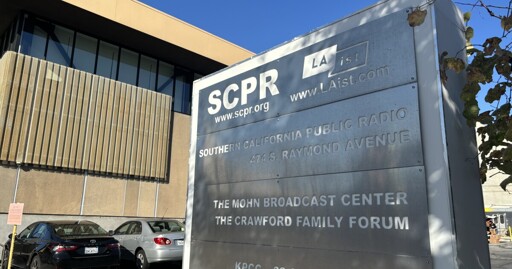 SCPR
www.scpr.org
LAist
www.LAist.com
SOUTHERN CALIFORNIA PUBLIC RADIO
474 S. RAYMOND AVENUE
THE MOHN BROADCAST CENTER
THE CRAWFORD FAMILY FORUM
KPCC